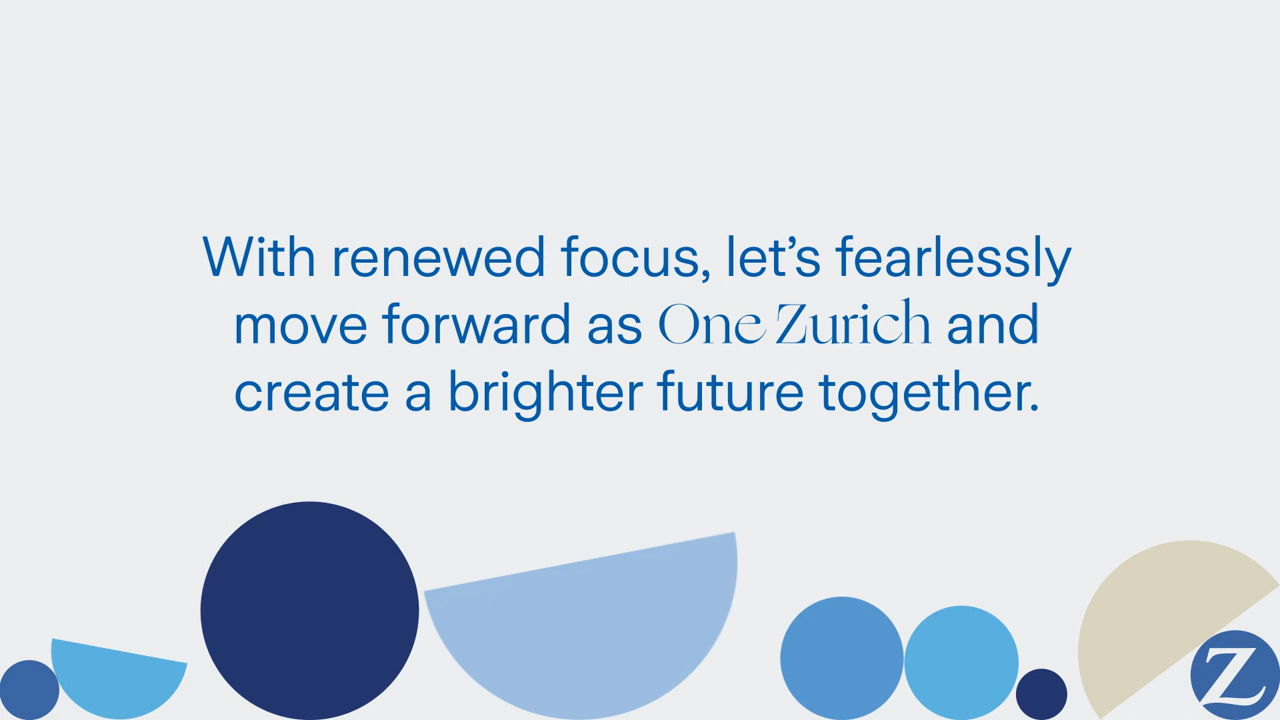 With renewed focus, let’s fearlessly
move forward as One Zurich and
create a brighter future together.
Z